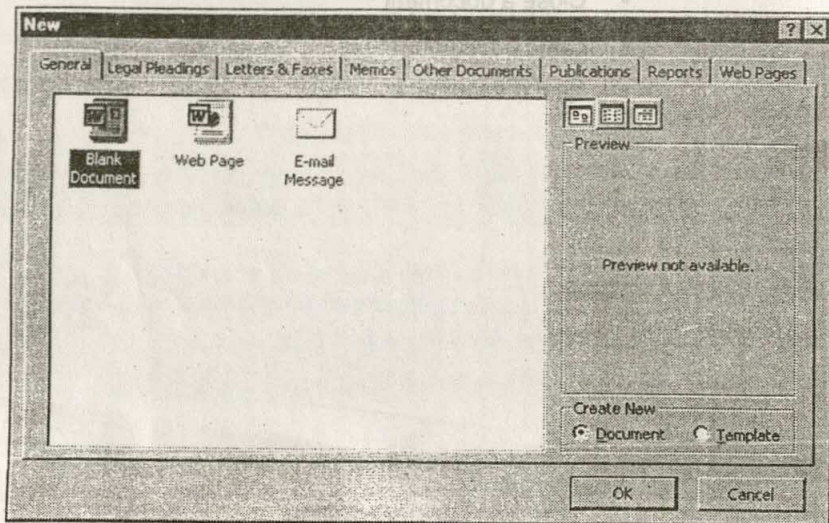 New
General Legal Pleadings Letters & Faxes Memos Other Documents Publications Reports Web Pages
Blank Document
Web Page
E-mail Message
Preview
Preview not available.
Create New
Document Template
OK Cancel